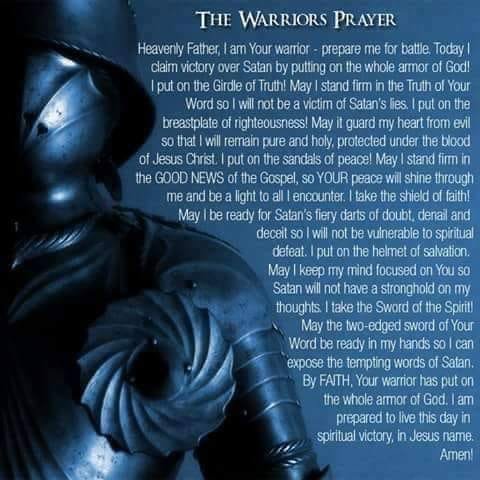 THE WARRIORS PRAYER
Heavenly Father, I am Your warrior - prepare me for battle. Today I
claim victory over Satan by putting on the whole armor of God!
I put on the Girdle of Truth! May I stand firm in the Truth of Your
Word so I will not be a victim of Satan's lies. I put on the
breastplate of righteousness! May it guard my heart from evil
so that I will remain pure and holy, protected under the blood
of Jesus Christ. I put on the sandals of peace! May I stand firm in
the GOOD NEWS of the Gospel, so YOUR peace will shine through
me and be a light to all I encounter. I take the shield of faith!
May I be ready for Satan's fiery darts of doubt, denail and
deceit so I will not be vulnerable to spiritual
defeat. I put on the helmet of salvation.
May I keep my mind focused on You so
Satan will not have a stronghold on my
thoughts. I take the Sword of the Spirit!
May the two-edged sword of Your
Word be ready in my hands so I can
expose the tempting words of Satan.
By FAITH, Your warrior has put on
the whole armor of God. I am
prepared to live this day in
spiritual victory, in Jesus name.
Amen!